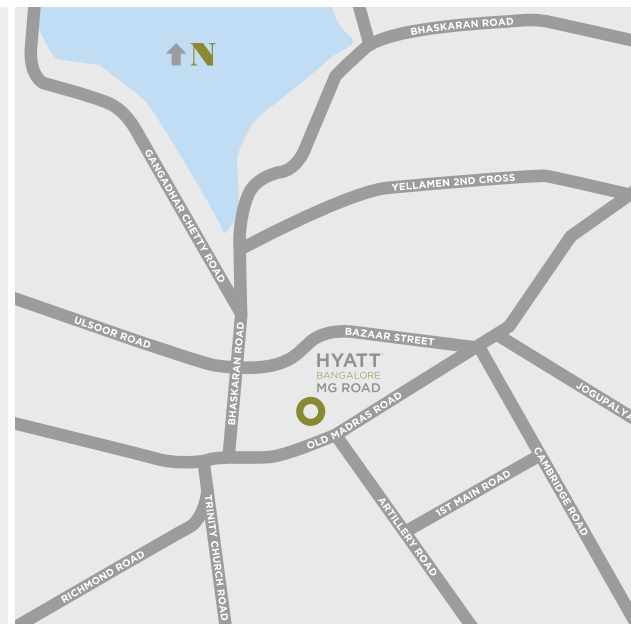 BHASKARAN ROAD
N
GANGADHAR CHETTY ROAD
YELLAMEN 2ND CROSS
ULSOOR ROAD
BHASKARAN ROAD
BAZAAR STREET
HYATT
BANGALORE
MG ROAD
OLD MADRAS ROAD
JOGUPALYA
ARTILLERY ROAD
1ST MAIN ROAD
CAMBRIDGE ROAD
TRINITY CHURCH ROAD
RICHMOND ROAD